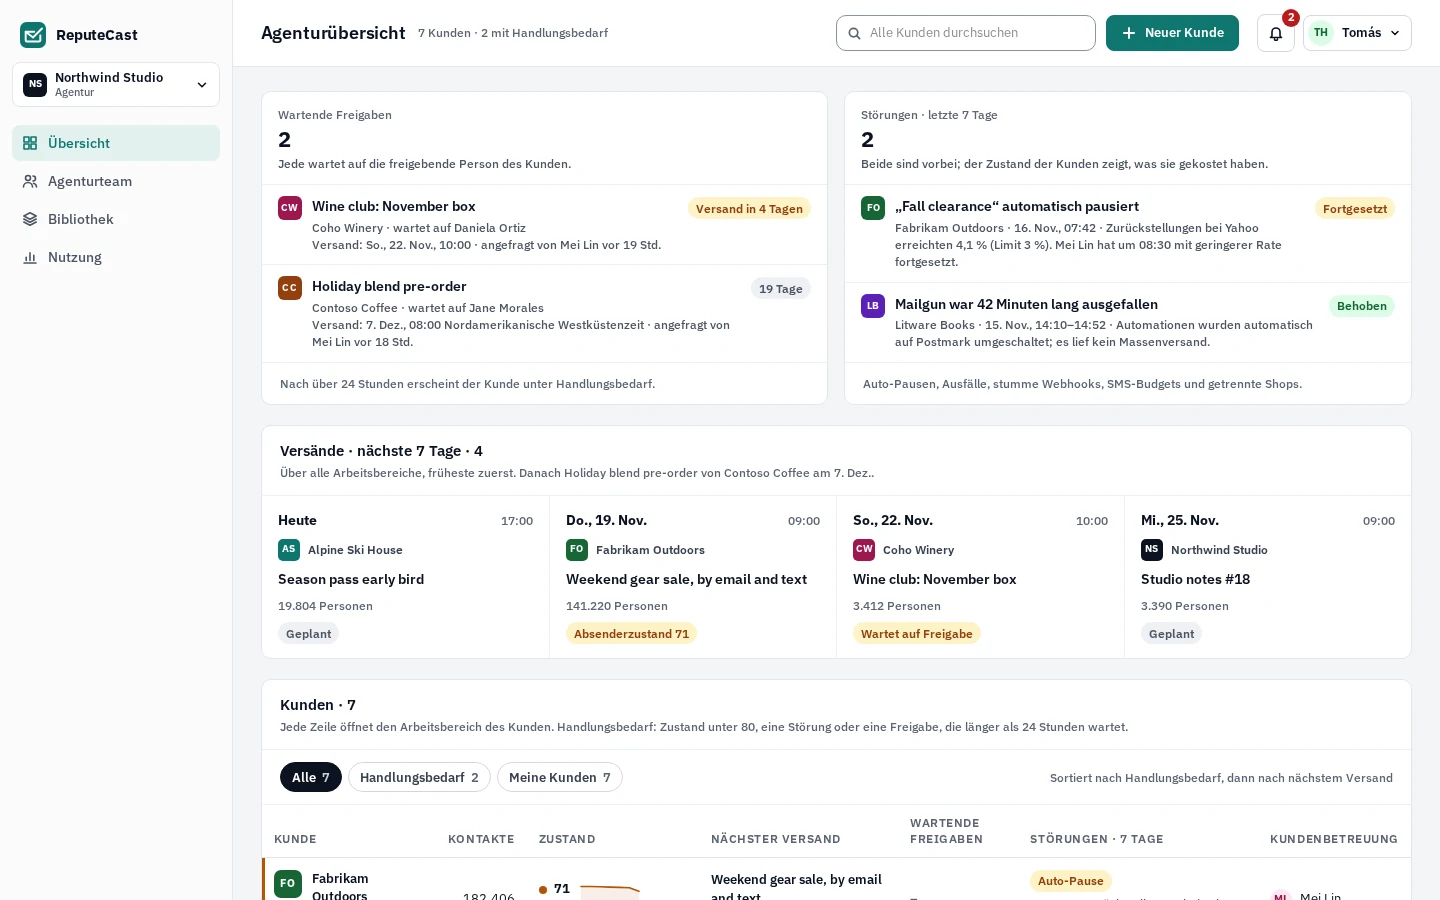 ReputeCast
NS
Northwind Studio
Agentur
Übersicht
Agenturteam
Bibliothek
Nutzung
Agenturübersicht
7 Kunden · 2 mit Handlungsbedarf
Alle Kunden durchsuchen
Neuer Kunde
2
TH
Tomás
Wartende Freigaben
2
Jede wartet auf die freigebende Person des Kunden.
CW
Wine club: November box
Versand in 4 Tagen
Coho Winery · wartet auf Daniela Ortiz
Versand: So., 22. Nov., 10:00 · angefragt von Mei Lin vor 19 Std.
CC
Holiday blend pre-order
19 Tage
Contoso Coffee · wartet auf Jane Morales
Versand: 7. Dez., 08:00 Nordamerikanische Westküstenzeit · angefragt von
Mei Lin vor 18 Std.
Nach über 24 Stunden erscheint der Kunde unter Handlungsbedarf.
Störungen · letzte 7 Tage
2
Beide sind vorbei; der Zustand der Kunden zeigt, was sie gekostet haben.
FO
„Fall clearance“ automatisch pausiert
Fortgesetzt
Fabrikam Outdoors · 16. Nov., 07:42 · Zurückstellungen bei Yahoo
erreichten 4,1 % (Limit 3 %). Mei Lin hat um 08:30 mit geringerer Rate
fortgesetzt.
LB
Mailgun war 42 Minuten lang ausgefallen
Behoben
Litware Books · 15. Nov., 14:10–14:52 · Automationen wurden automatisch
auf Postmark umgeschaltet; es lief kein Massenversand.
Auto-Pausen, Ausfälle, stumme Webhooks, SMS-Budgets und getrennte Shops.
Versände · nächste 7 Tage · 4
Über alle Arbeitsbereiche, früheste zuerst. Danach Holiday blend pre-order von Contoso Coffee am 7. Dez..
Heute
17:00
AS
Alpine Ski House
Season pass early bird
19.804 Personen
Geplant
Do., 19. Nov.
09:00
FO
Fabrikam Outdoors
Weekend gear sale, by email and text
141.220 Personen
Absenderzustand 71
So., 22. Nov.
10:00
CW
Coho Winery
Wine club: November box
3.412 Personen
Wartet auf Freigabe
Mi., 25. Nov.
09:00
NS
Northwind Studio
Studio notes #18
3.390 Personen
Geplant
Kunden · 7
Jede Zeile öffnet den Arbeitsbereich des Kunden. Handlungsbedarf: Zustand unter 80, eine Störung oder eine Freigabe, die länger als 24 Stunden wartet.
Alle 7
Handlungsbedarf 2
Meine Kunden 7
Sortiert nach Handlungsbedarf, dann nach nächstem Versand
KUNDE
KONTAKTE
ZUSTAND
NÄCHSTER VERSAND
WARTENDE
FREIGABEN
STÖRUNGEN · 7 TAGE
KUNDENBETREUUNG
FO
Fabrikam
Outdoors
182.406
71
Weekend gear sale, by email
and text
Auto-Pause
Mei Lin